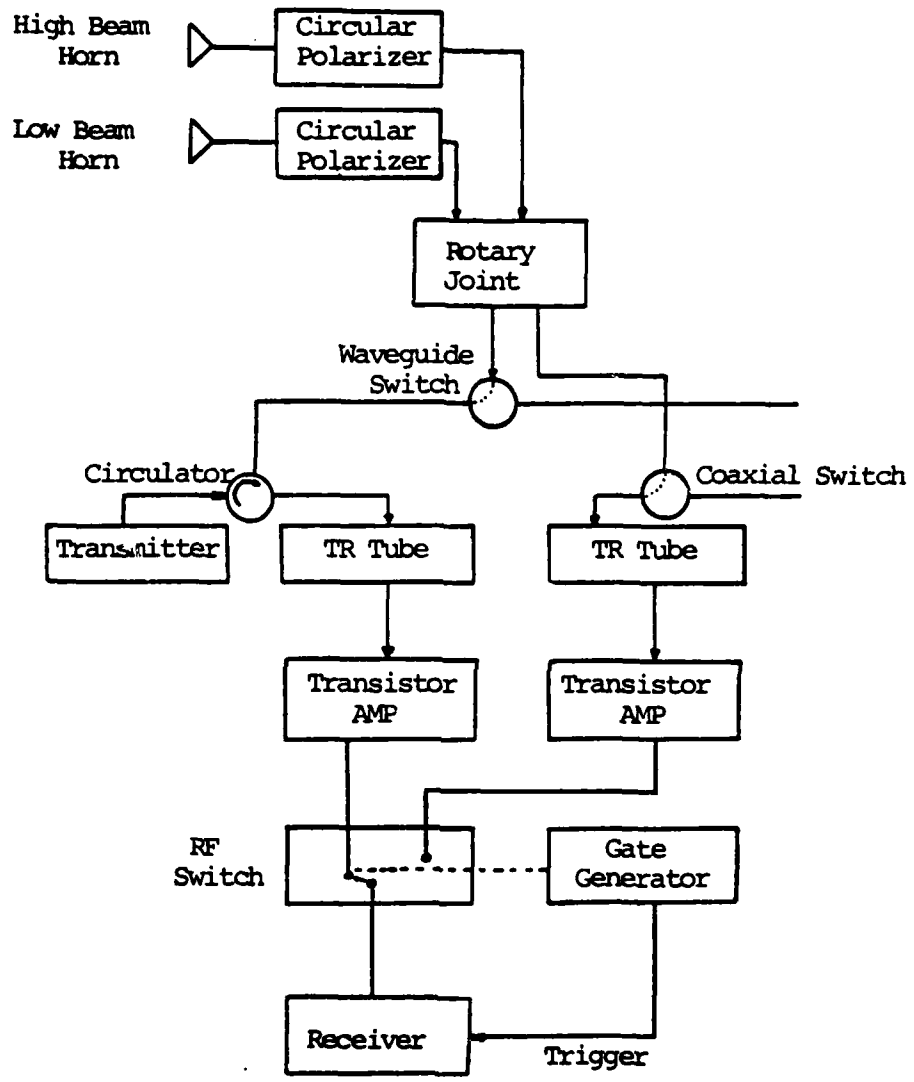 High Beam
Horn
Circular
Polarizer
Low Beam
Horn
Circular
Polarizer
Rotary
Joint
Waveguide
Switch
Circulator
Coaxial Switch
Transmitter
TR Tube
TR Tube
Transistor
AMP
Transistor
AMP
RF
Switch
Gate
Generator
Receiver
Trigger